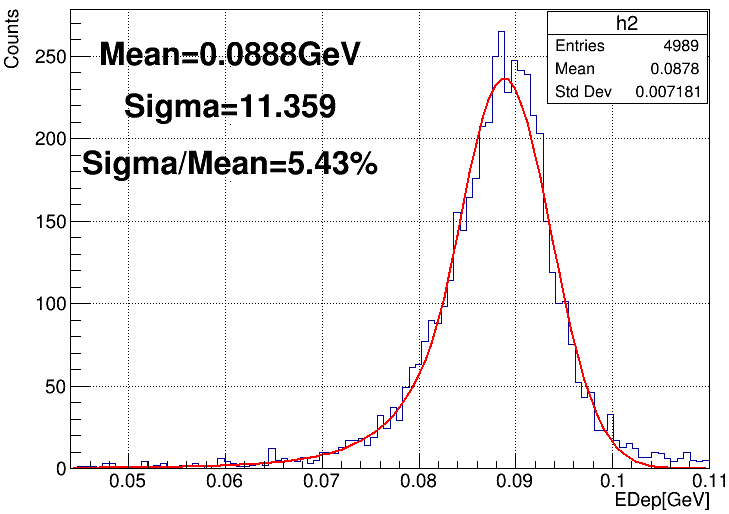 Counts
h2
Entries 4989
Mean 0.0878
Std Dev 0.007181
Mean=0.0888GeV
Sigma=11.359
Sigma/Mean=5.43%
250
200
150
100
50
0
0.05 0.06 0.07 0.08 0.09 0.1 0.11
EDep[GeV]